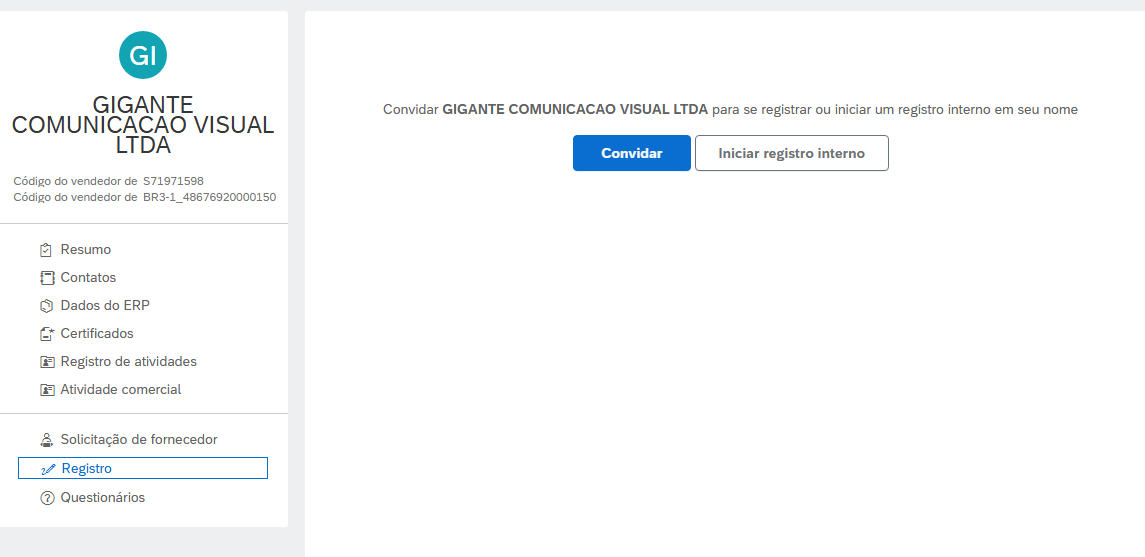 GI
GIGANTE
COMUNICACAO VISUAL
LTDA
Código do vendedor de S71971598
Código do vendedor de BR3-1_48676920000150
Resumo
Contatos
Dados do ERP
Certificados
Registro de atividades
Atividade comercial
Solicitação de fornecedor
Registro
Questionários
Convidar GIGANTE COMUNICACAO VISUAL LTDA para se registrar ou iniciar um registro interno em seu nome
Convidar Iniciar registro interno